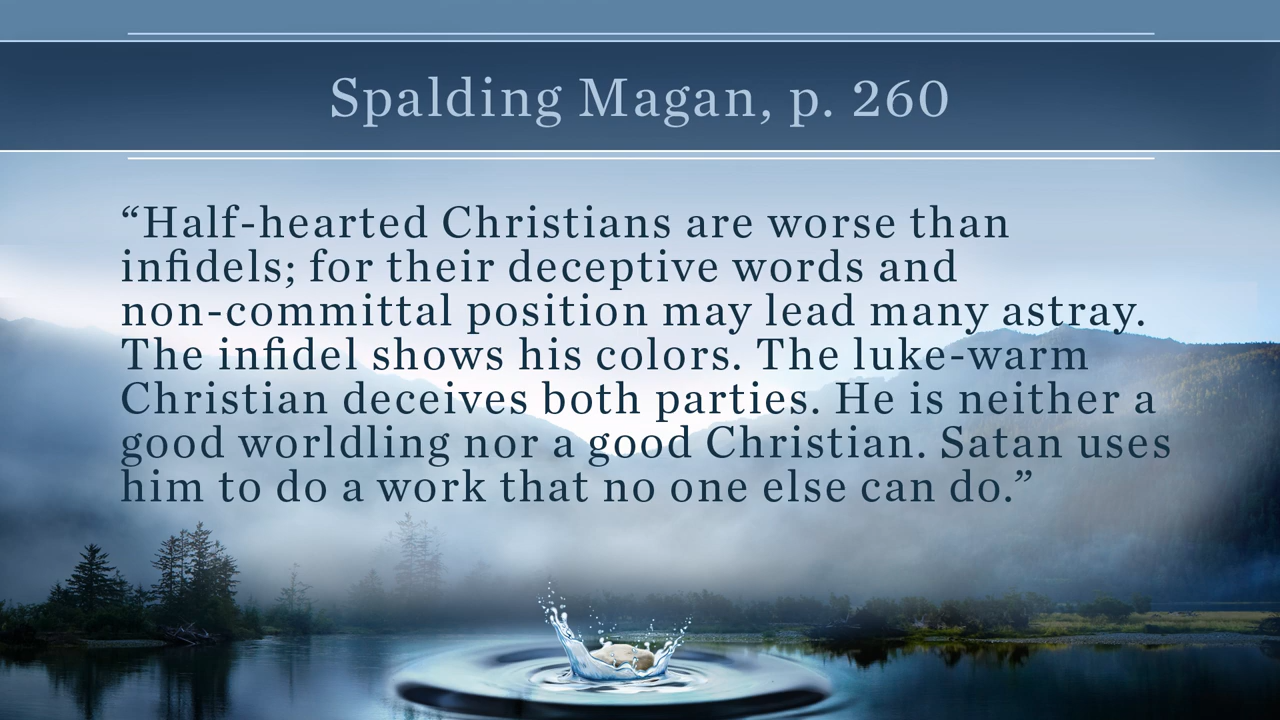 Spalding Magan, p. 260
“Half-hearted Christians are worse than
infidels; for their deceptive words and
non-committal position may lead many astray.
The infidel shows his colors. The luke-warm
Christian deceives both parties. He is neither a
good worldling nor a good Christian. Satan uses
him to do a work that no one else can do.”